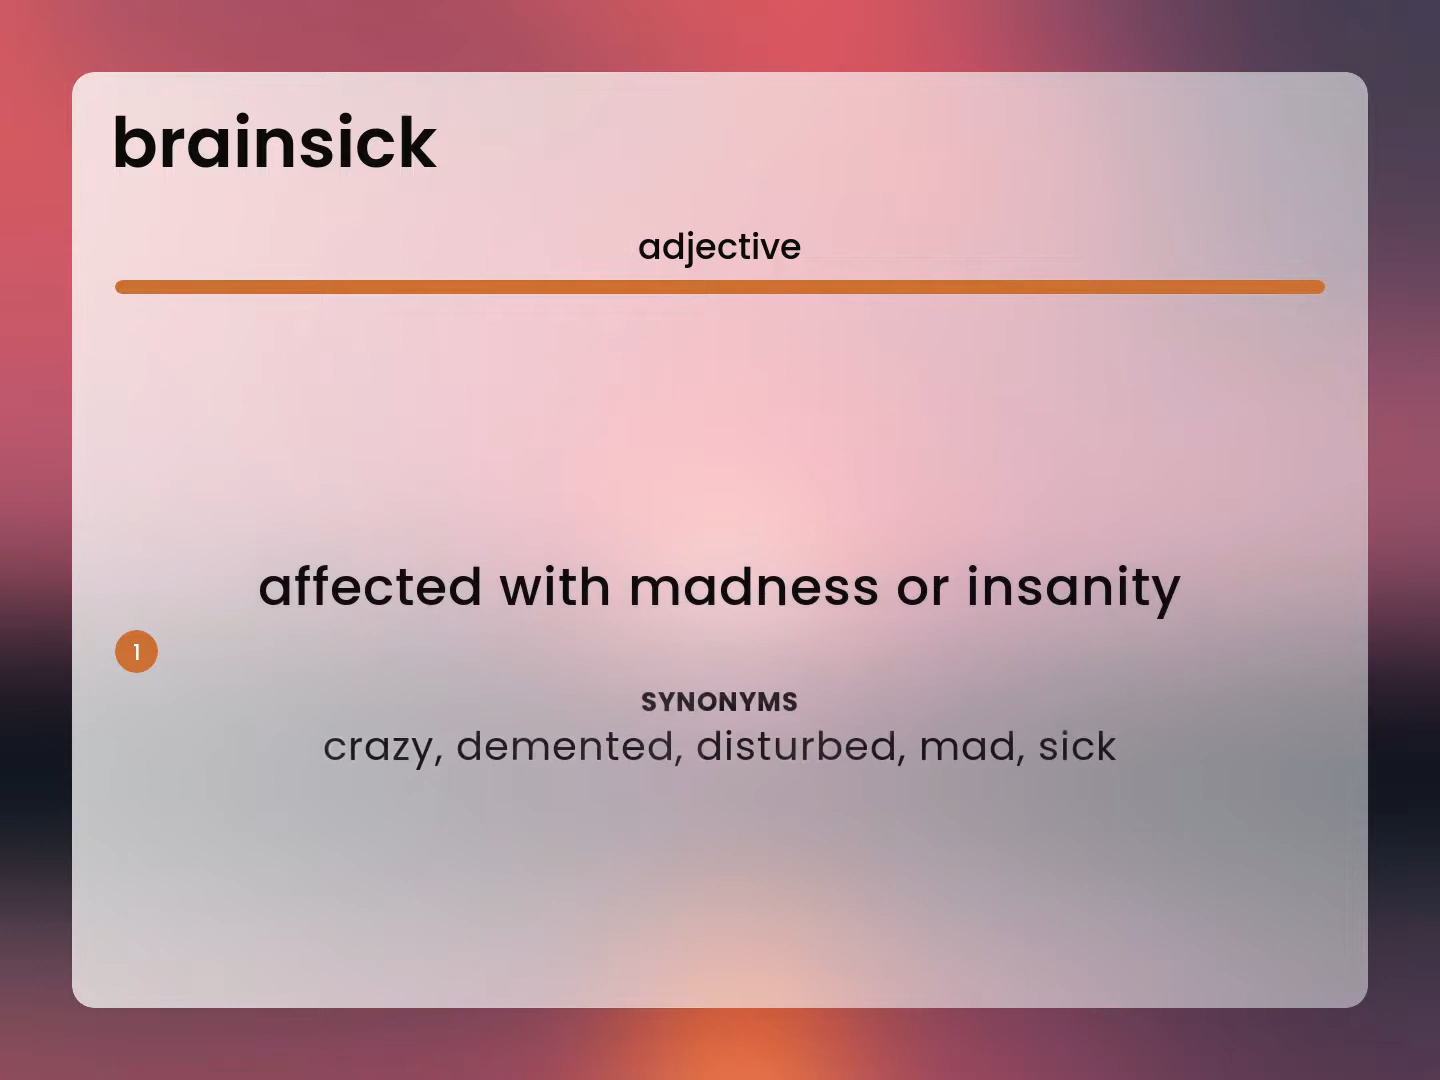 brainsick
adjective
affected with madness or insanity
1
SYNONYMS
crazy, demented, disturbed, mad, sick